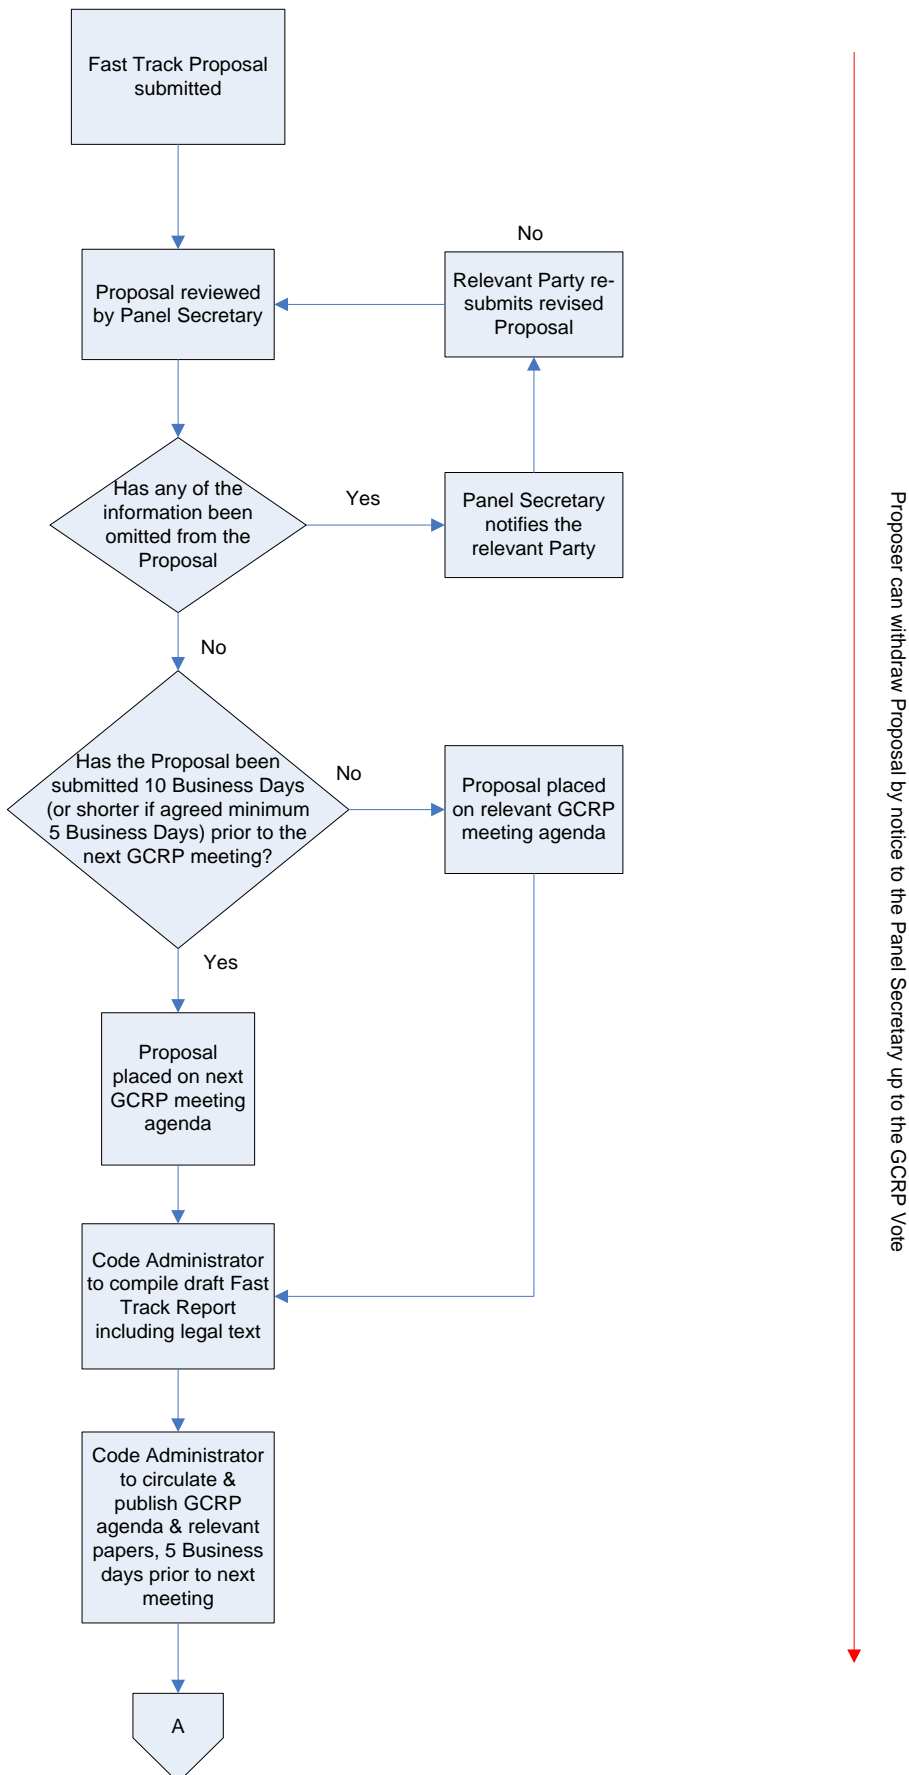 Fast Track Proposal
submitted
No
Proposal reviewed
by Panel Secretary
Relevant Party re-
submits revised
Proposal
Has any of the
information been
omitted from the
Proposal
Yes
Panel Secretary
notifies the
relevant Party
No
Has the Proposal been
submitted 10 Business Days
(or shorter if agreed minimum
5 Business Days) prior to the
next GCRP meeting?
No
Proposal placed
on relevant GCRP
meeting agenda
Yes
Proposal
placed on next
GCRP meeting
agenda
Code Administrator
to compile draft Fast
Track Report
including legal text
Code Administrator
to circulate &
publish GCRP
agenda & relevant
papers, 5 Business
days prior to next
meeting
A
Proposer can withdraw Proposal by notice to the Panel Secretary up to the GCRP Vote